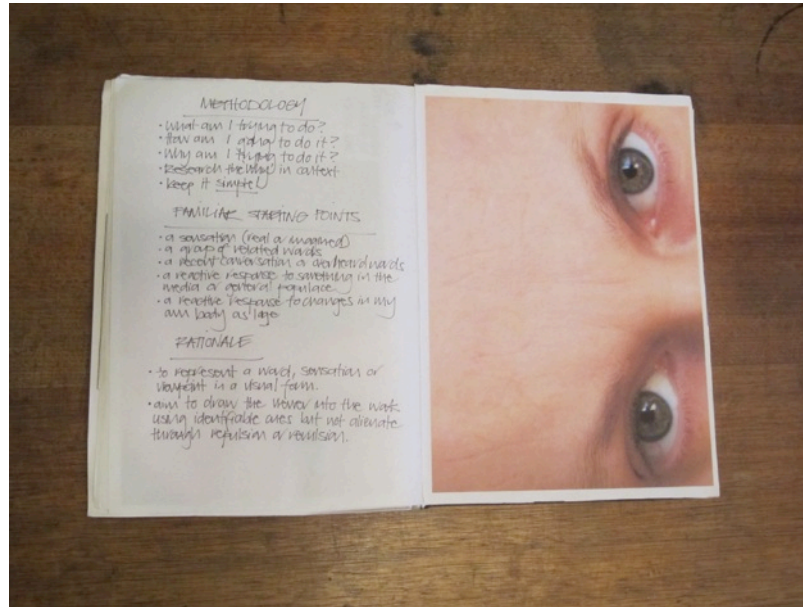 METHODOLOGY
• What am I trying to do?
• How am I going to do it?
• Why am I trying to do it?
• Research the 'Why' in context
• keep it simple!
FAMILIAR STARTING POINTS
• a sensation (real or imagined)
• a group of related words
• a recent conversation or overheard words
• a reactive response to something in the
media or general populace
• a reactive response to changes in my
own body as I age
RATIONALE
• to represent a word, sensation or
viewpoint in a visual form.
• aim to draw the viewer into the work
using identifiable cues but not alienate
through repulsion or revulsion.